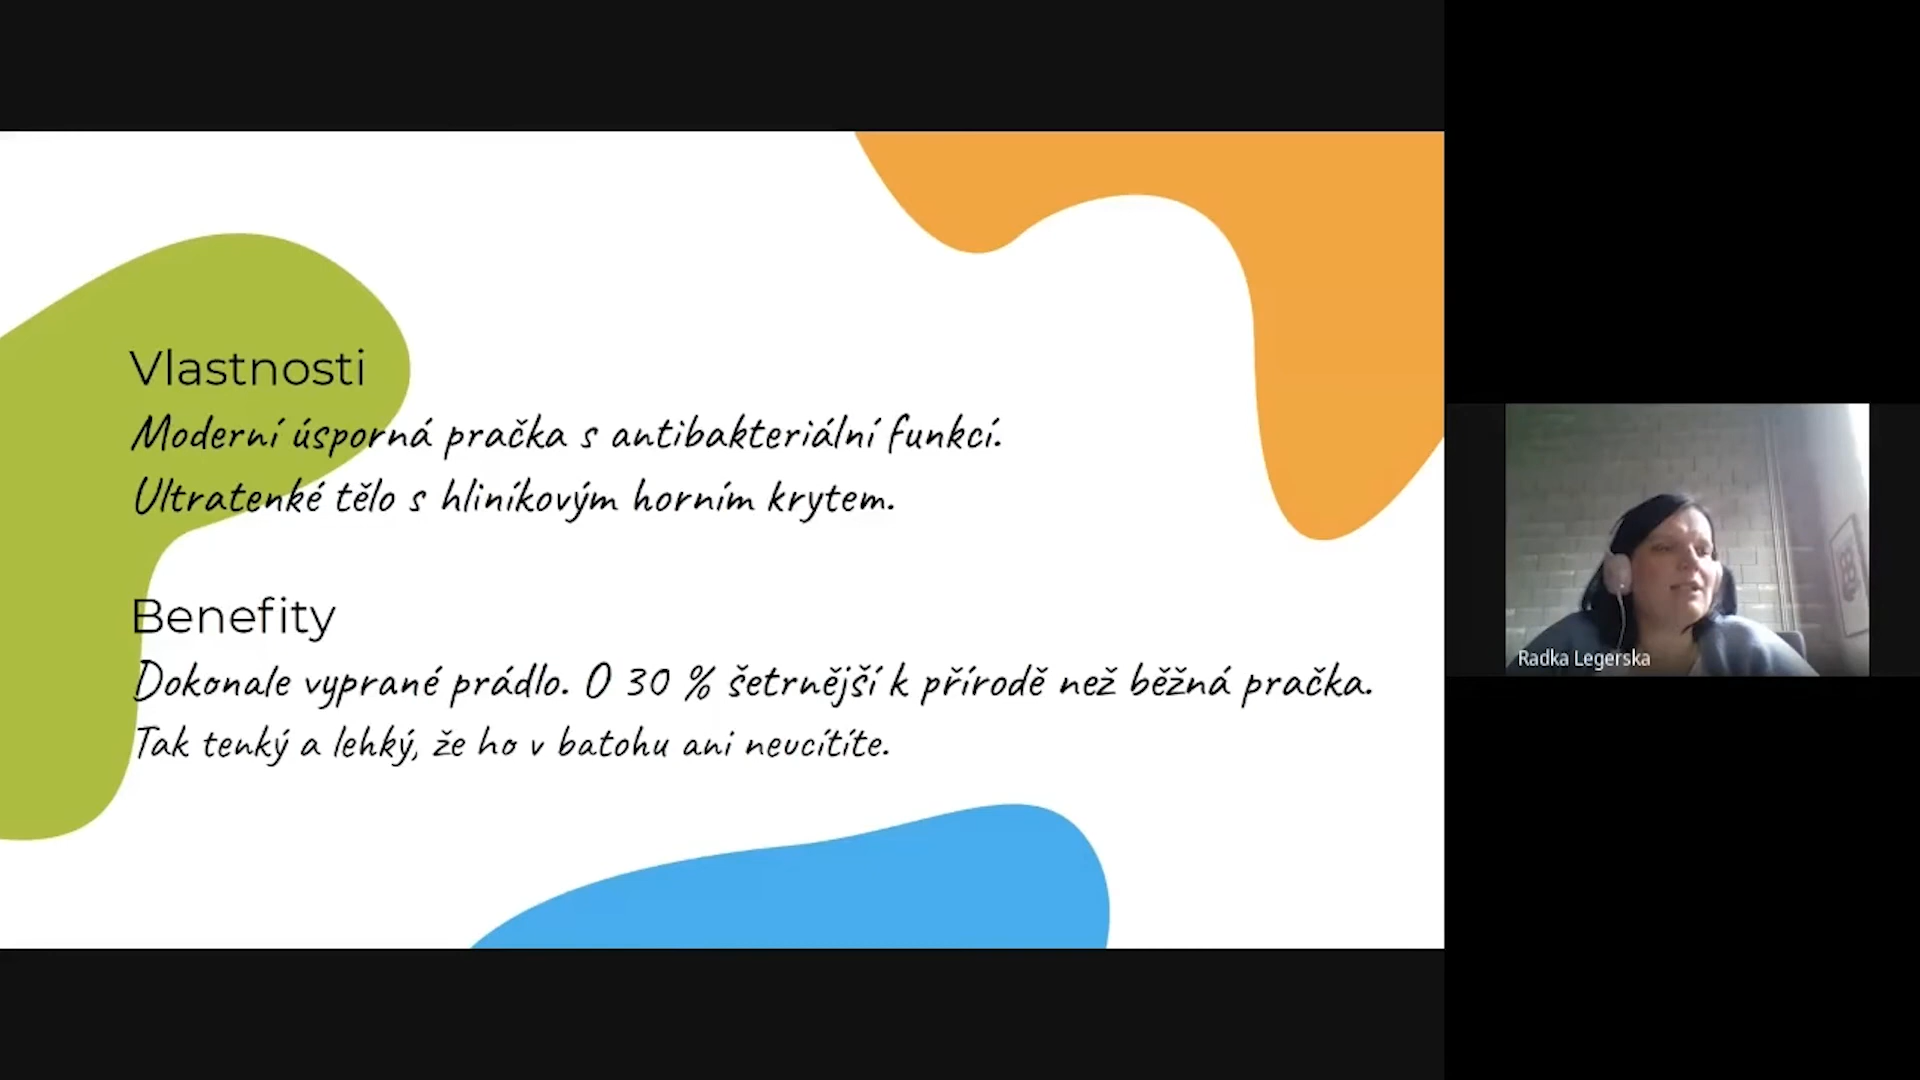 Vlastnosti
Moderní úsporná pračka s antibakteriální funkcí.
Ultratenké tělo s hliníkovým horním krytem.
Benefity
Dokonale vyprané prádlo. O 30 % šetrnější k přírodě než běžná pračka.
Tak tenký a lehký, že ho v batohu ani neucítíte.
Radka Legerska